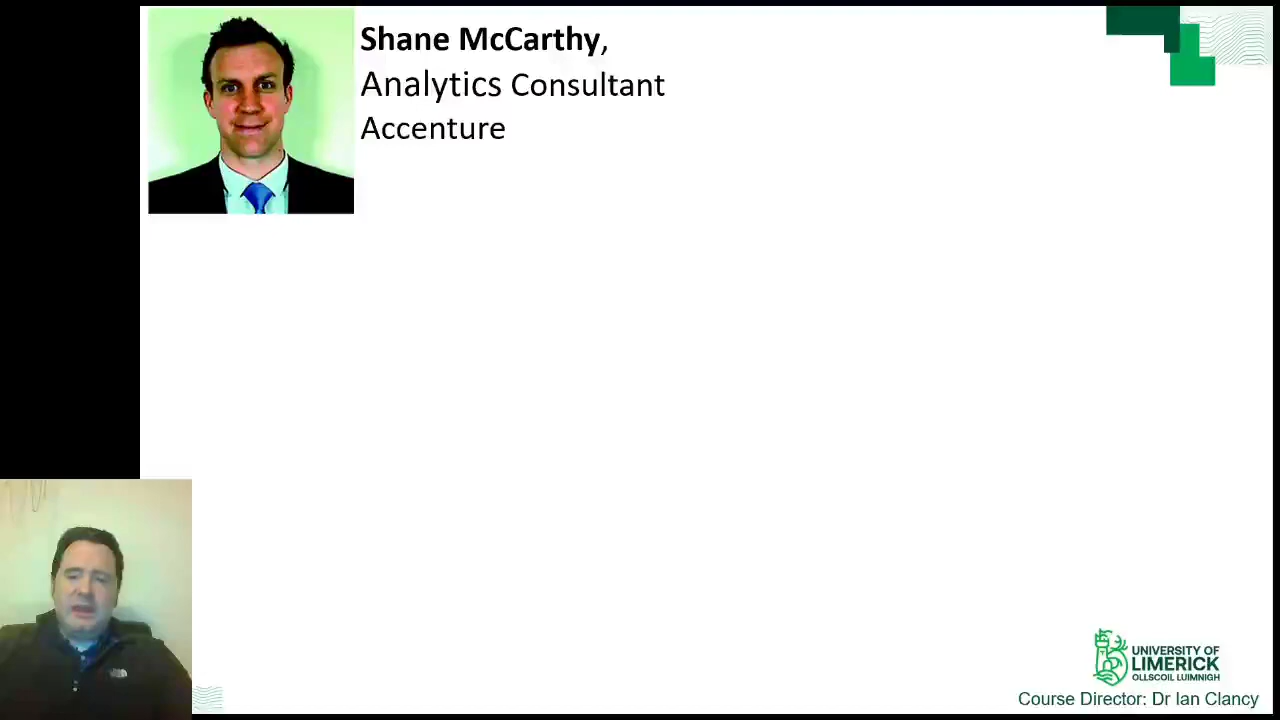 Shane McCarthy,
Analytics Consultant
Accenture
UNIVERSITY OF
LIMERICK
OLLSCOIL LUIMNIGH
Course Director: Dr Ian Clancy